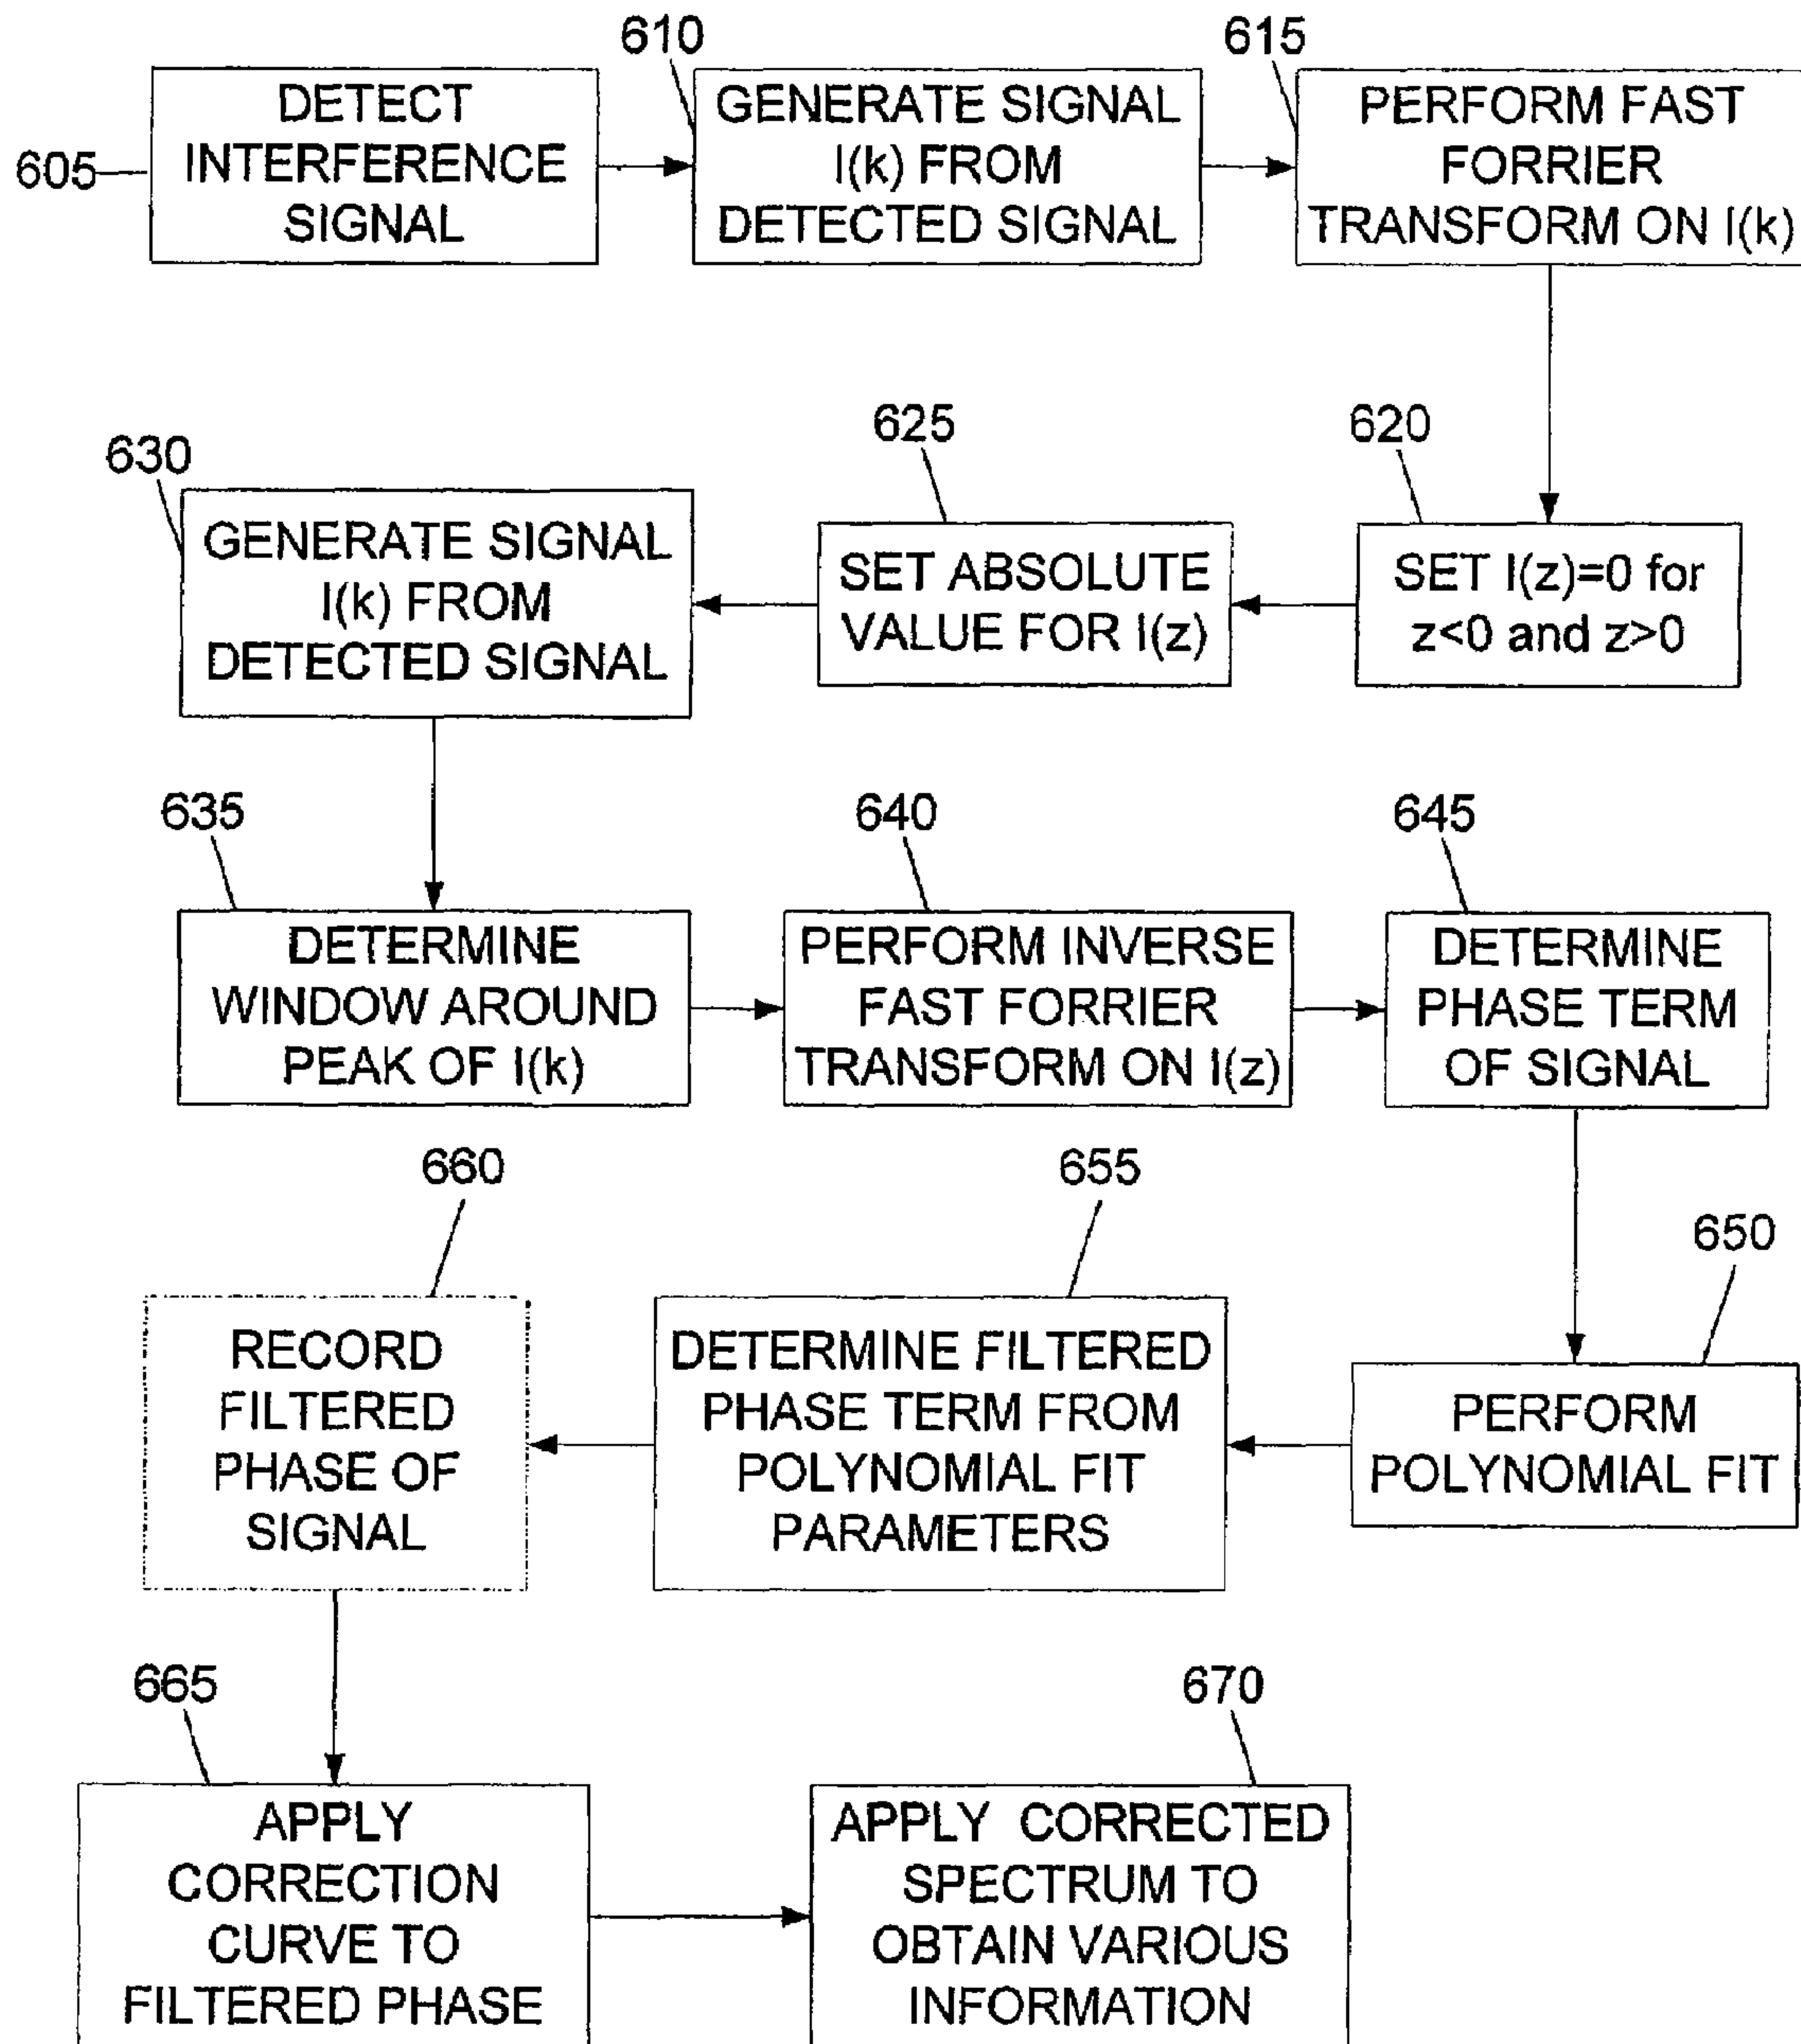 605
DETECT
INTERFERENCE
SIGNAL
610
GENERATE SIGNAL
I(k) FROM
DETECTED SIGNAL
615
PERFORM FAST
FORRIER
TRANSFORM ON I(k)
620
SET I(z)=0 for
z<0 and z>0
625
SET ABSOLUTE
VALUE FOR I(z)
630
GENERATE SIGNAL
I(k) FROM
DETECTED SIGNAL
635
DETERMINE
WINDOW AROUND
PEAK OF I(k)
640
PERFORM INVERSE
FAST FORRIER
TRANSFORM ON I(z)
645
DETERMINE
PHASE TERM
OF SIGNAL
650
PERFORM
POLYNOMIAL FIT
655
DETERMINE FILTERED
PHASE TERM FROM
POLYNOMIAL FIT
PARAMETERS
660
RECORD
FILTERED
PHASE OF
SIGNAL
665
APPLY
CORRECTION
CURVE TO
FILTERED PHASE
670
APPLY CORRECTED
SPECTRUM TO
OBTAIN VARIOUS
INFORMATION